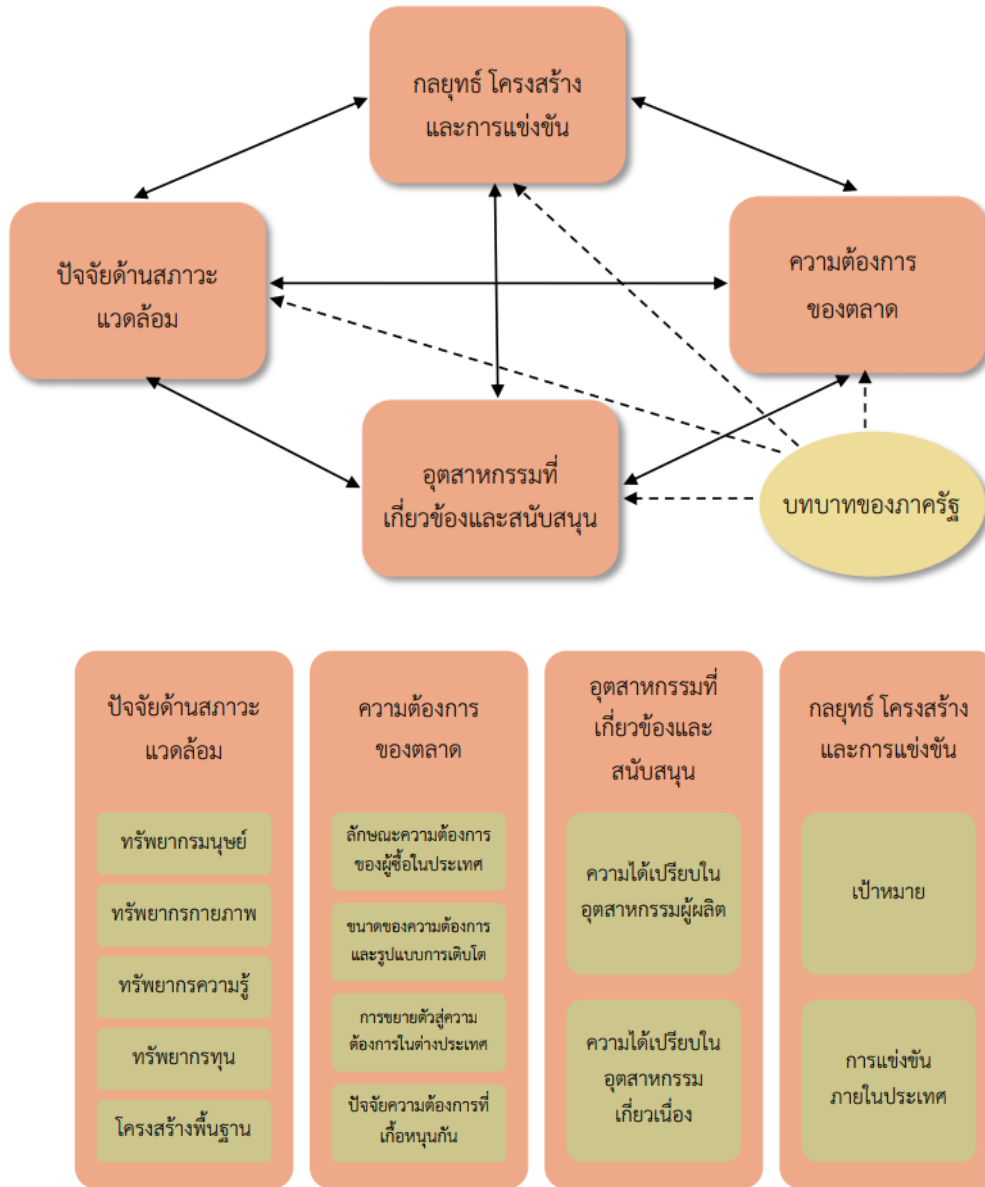 กลยุทธ์ โครงสร้าง
และการแข่งขัน
ปัจจัยด้านสภาวะ
แวดล้อม
ความต้องการ
ของตลาด
อุตสาหกรรมที่
เกี่ยวข้องและสนับสนุน
บทบาทของภาครัฐ
ปัจจัยด้านสภาวะ
แวดล้อม
ทรัพยากรมนุษย์
ทรัพยากรกายภาพ
ทรัพยากรความรู้
ทรัพยากรทุน
โครงสร้างพื้นฐาน
ความต้องการ
ของตลาด
ลักษณะความต้องการ
ของผู้ซื้อในประเทศ
ขนาดของความต้องการ
และรูปแบบการเติบโต
การขยายตัวสู่ความ
ต้องการในต่างประเทศ
ปัจจัยความต้องการที่
เกื้อหนุนกัน
อุตสาหกรรมที่
เกี่ยวข้องและ
สนับสนุน
ความได้เปรียบใน
อุตสาหกรรมผู้ผลิต
ความได้เปรียบใน
อุตสาหกรรม
เกี่ยวเนื่อง
กลยุทธ์ โครงสร้าง
และการแข่งขัน
เป้าหมาย
การแข่งขัน
ภายในประเทศ